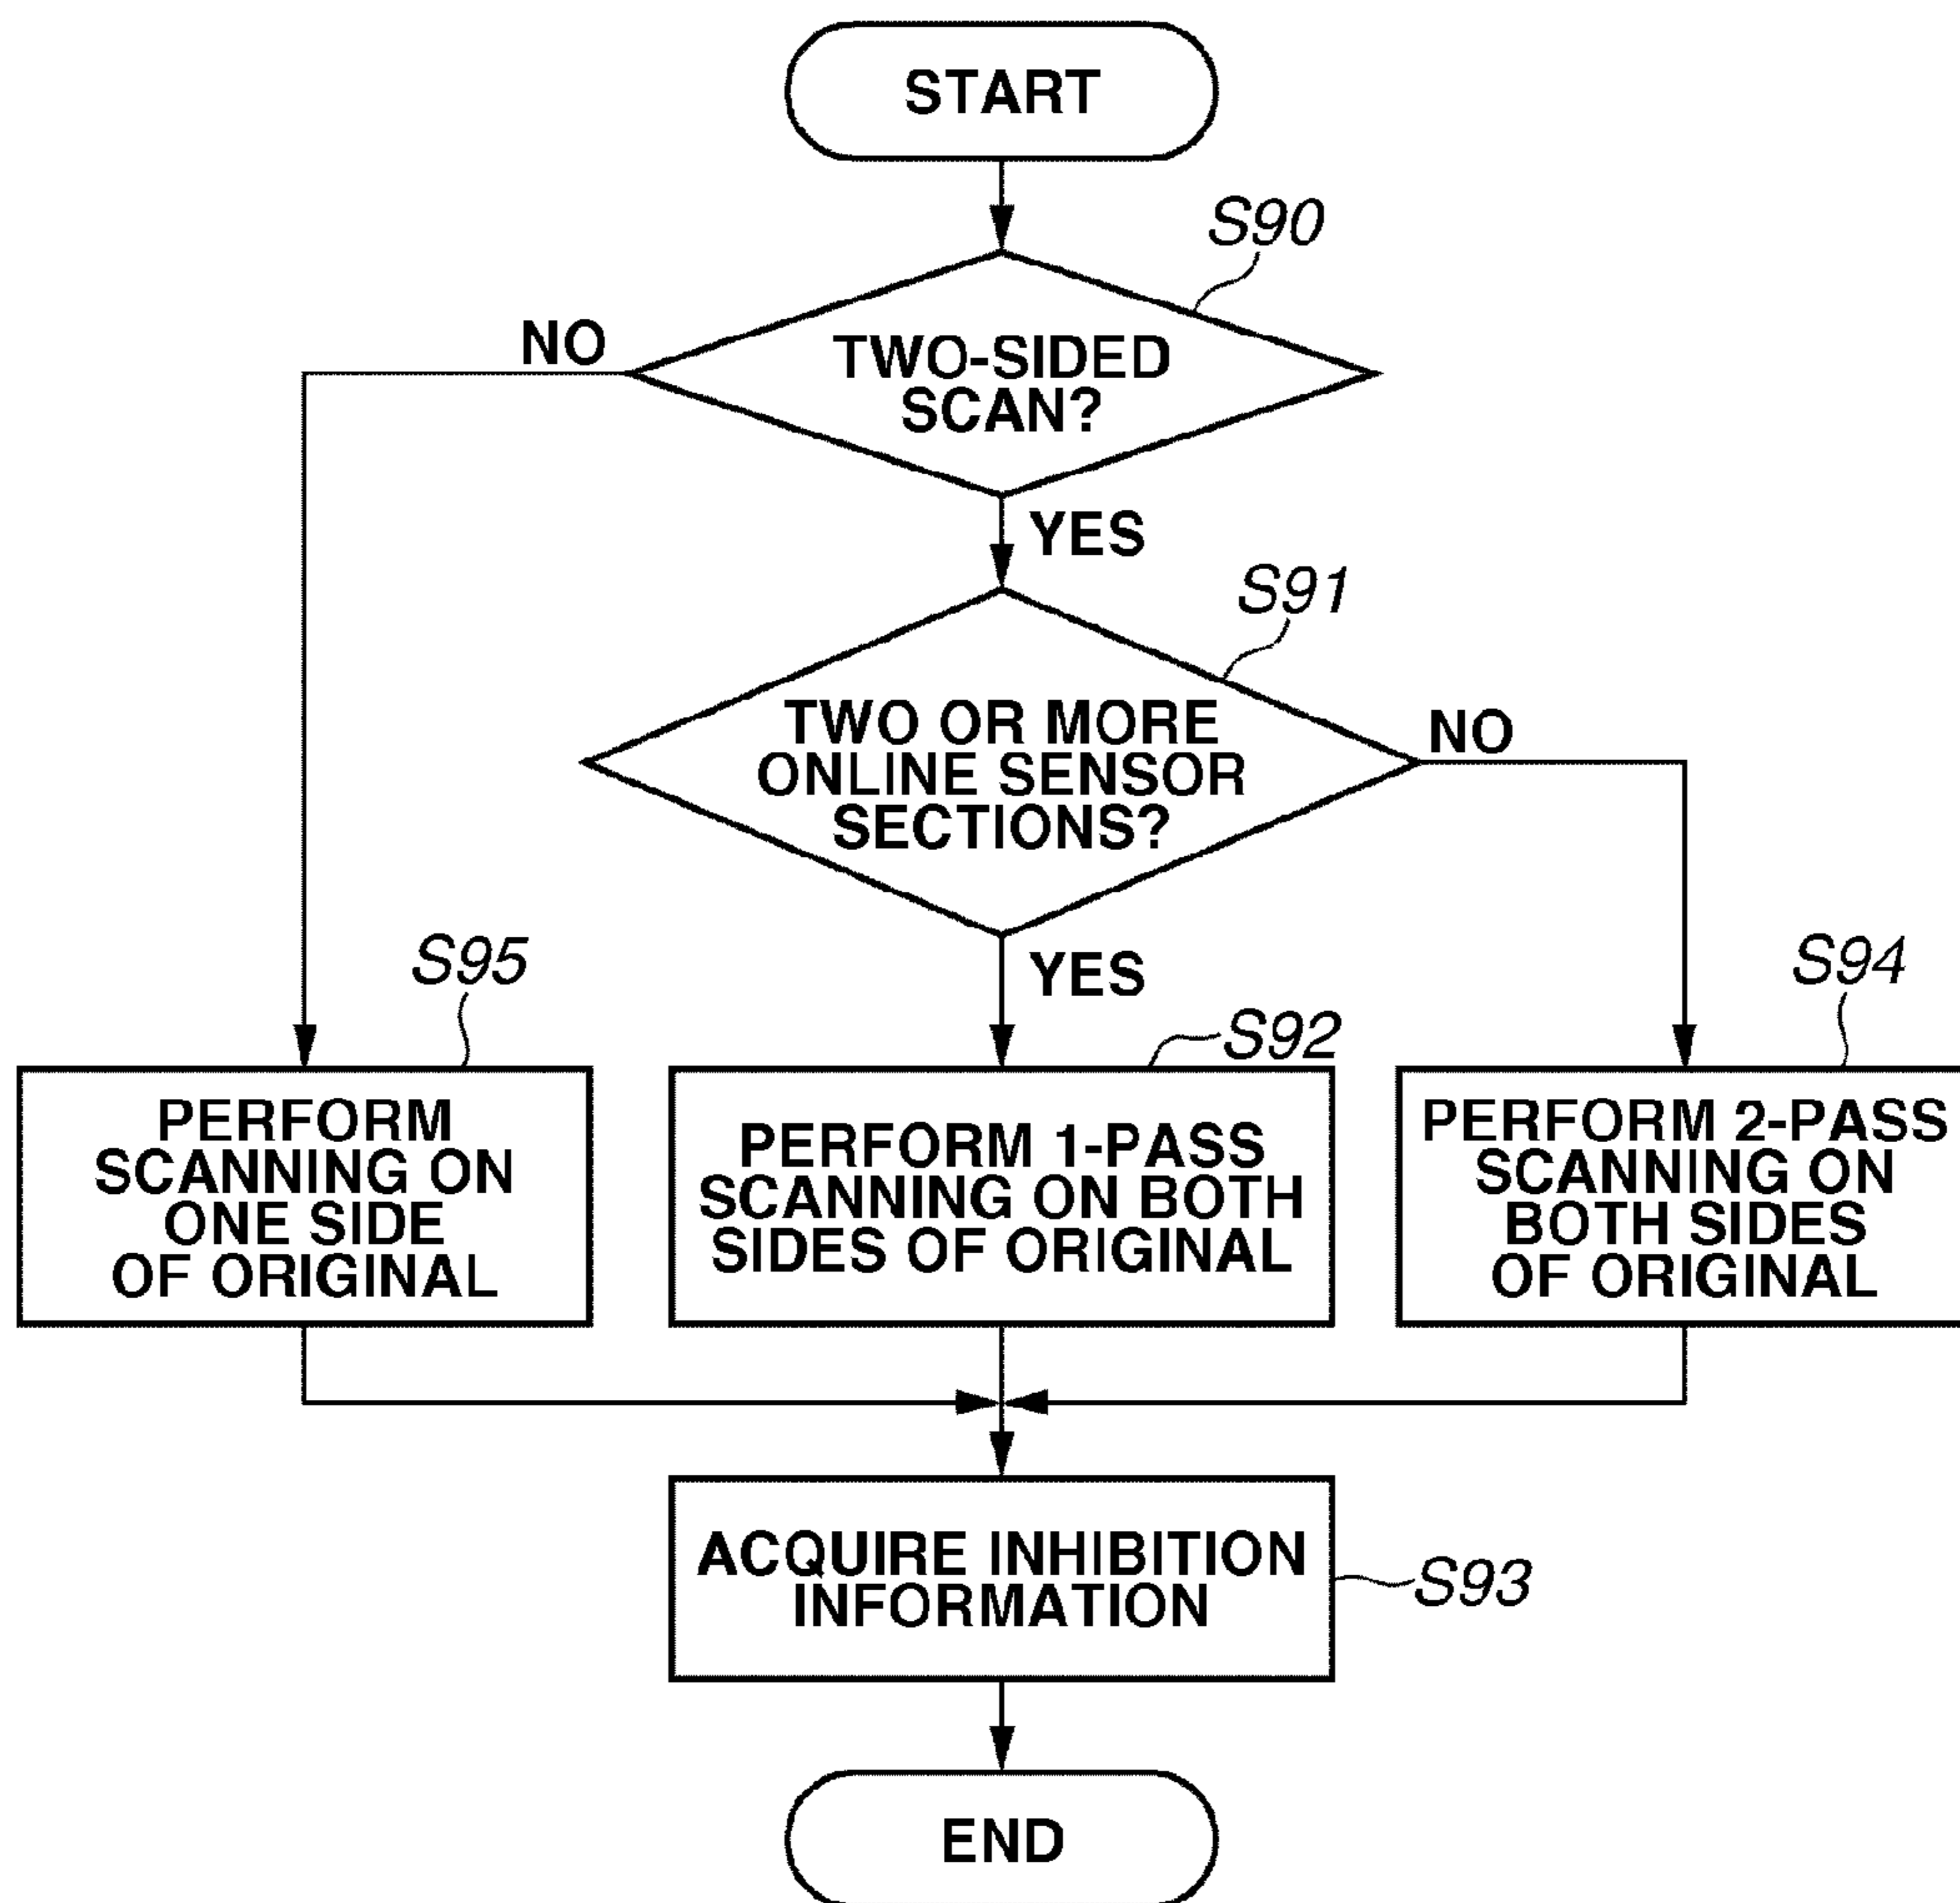 START
S90
NO
TWO-SIDED
SCAN?
YES
S91
TWO OR MORE
ONLINE SENSOR
SECTIONS?
NO
YES
S95
S92
S94
PERFORM
SCANNING ON
ONE SIDE
OF ORIGINAL
PERFORM 1-PASS
SCANNING ON BOTH
SIDES OF ORIGINAL
PERFORM 2-PASS
SCANNING ON
BOTH SIDES
OF ORIGINAL
ACQUIRE INHIBITION
INFORMATION
S93
END